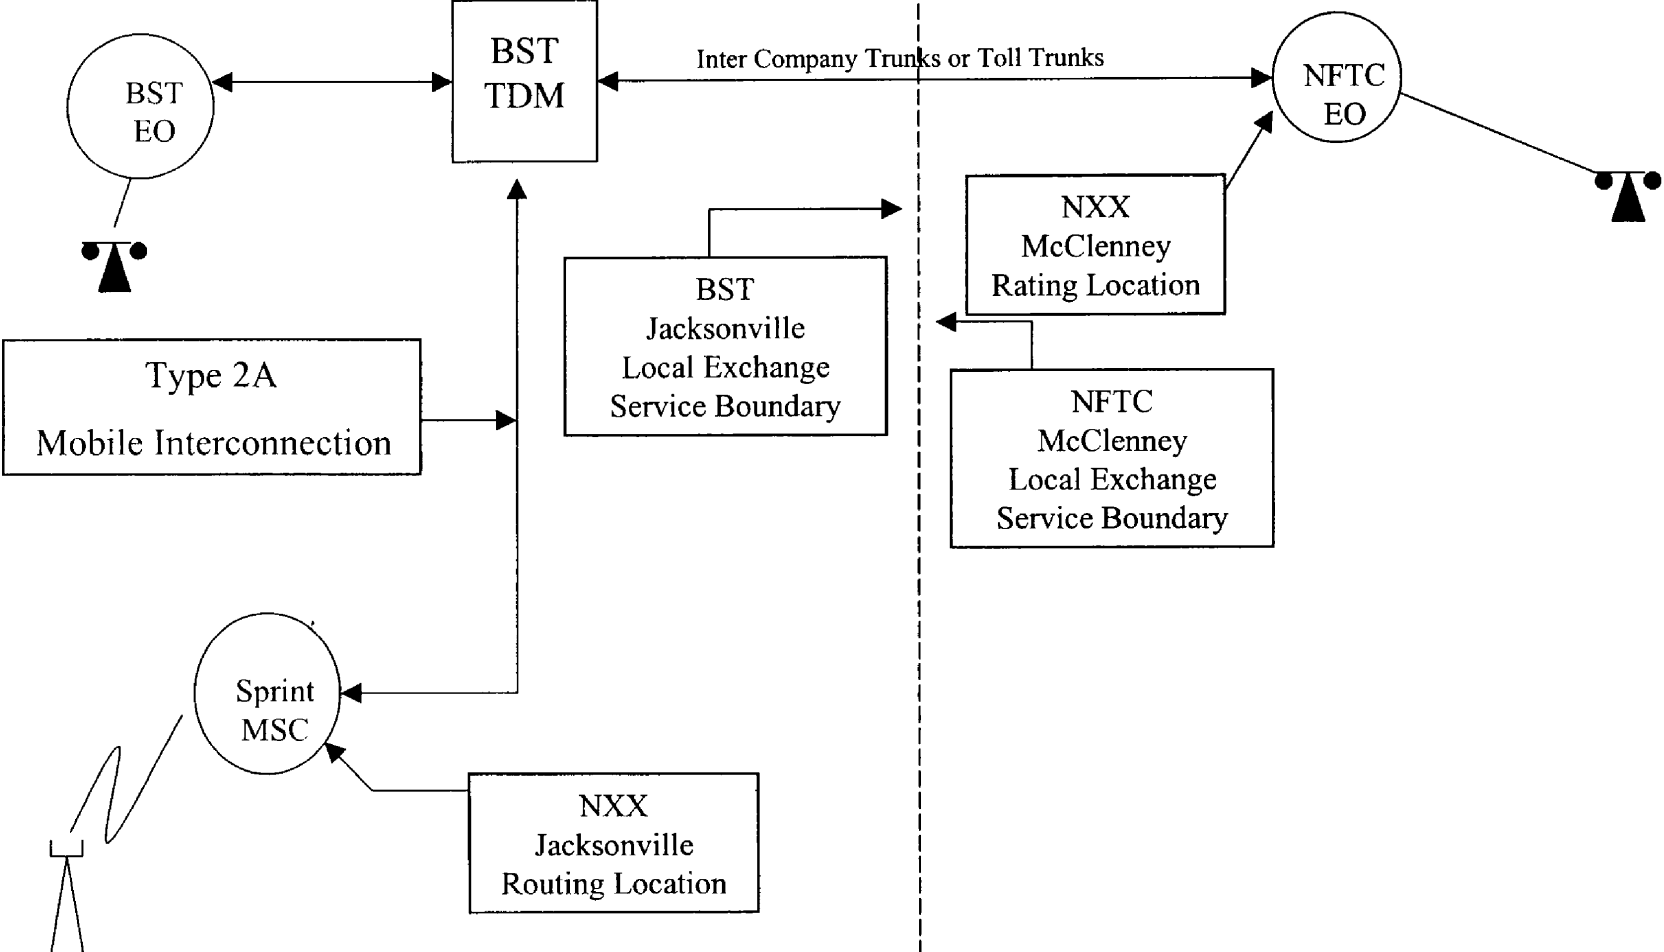 BST
EO
BST
TDM
Inter Company Trunks or Toll Trunks
NFTC
EO
NXX
McClenney
Rating Location
BST
Jacksonville
Local Exchange
Service Boundary
Type 2A
Mobile Interconnection
NFTC
McClenney
Local Exchange
Service Boundary
Sprint
MSC
NXX
Jacksonville
Routing Location